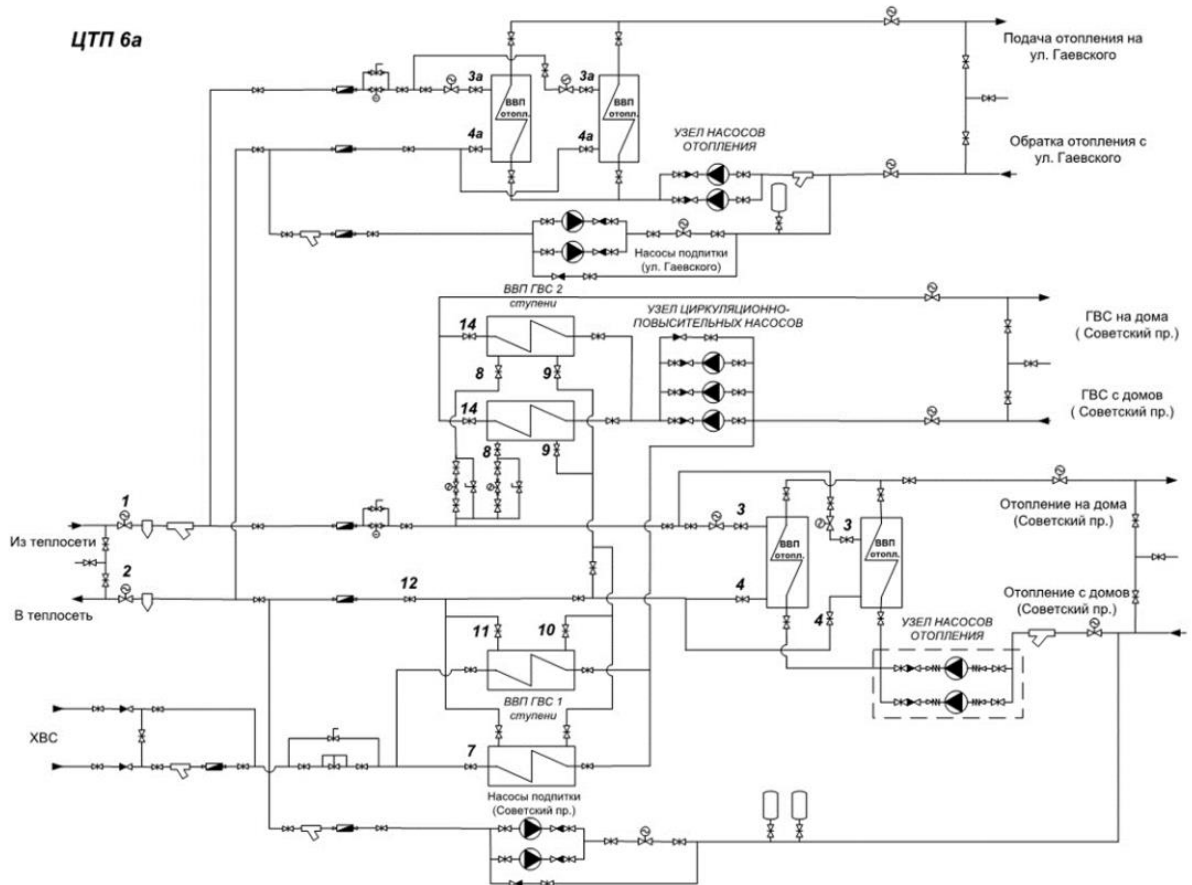 ЦТП 6а
Подача отопления на
ул. Гаевского
3а
3а
ВВП
отопл.
ВВП
отопл.
4а
4а
УЗЕЛ НАСОСОВ
ОТОПЛЕНИЯ
Обратка отопления с
ул. Гаевского
Насосы подпитки
(ул. Гаевского)
ВВП ГВС 2
ступени
УЗЕЛ ЦИРКУЛЯЦИОННО-
ПОВЫСИТЕЛЬНЫХ НАСОСОВ
14
8
9
ГВС на дома
( Советский пр.)
14
8
9
ГВС с домов
( Советский пр.)
1
Из теплосети
3
3
ВВП
отопл.
ВВП
отопл.
Отопление на дома
(Советский пр.)
2
В теплосеть
12
4
4
Отопление с домов
(Советский пр.)
УЗЕЛ НАСОСОВ
ОТОПЛЕНИЯ
11
10
ВВП ГВС 1
ступени
ХВС
7
Насосы подпитки
(Советский пр.)